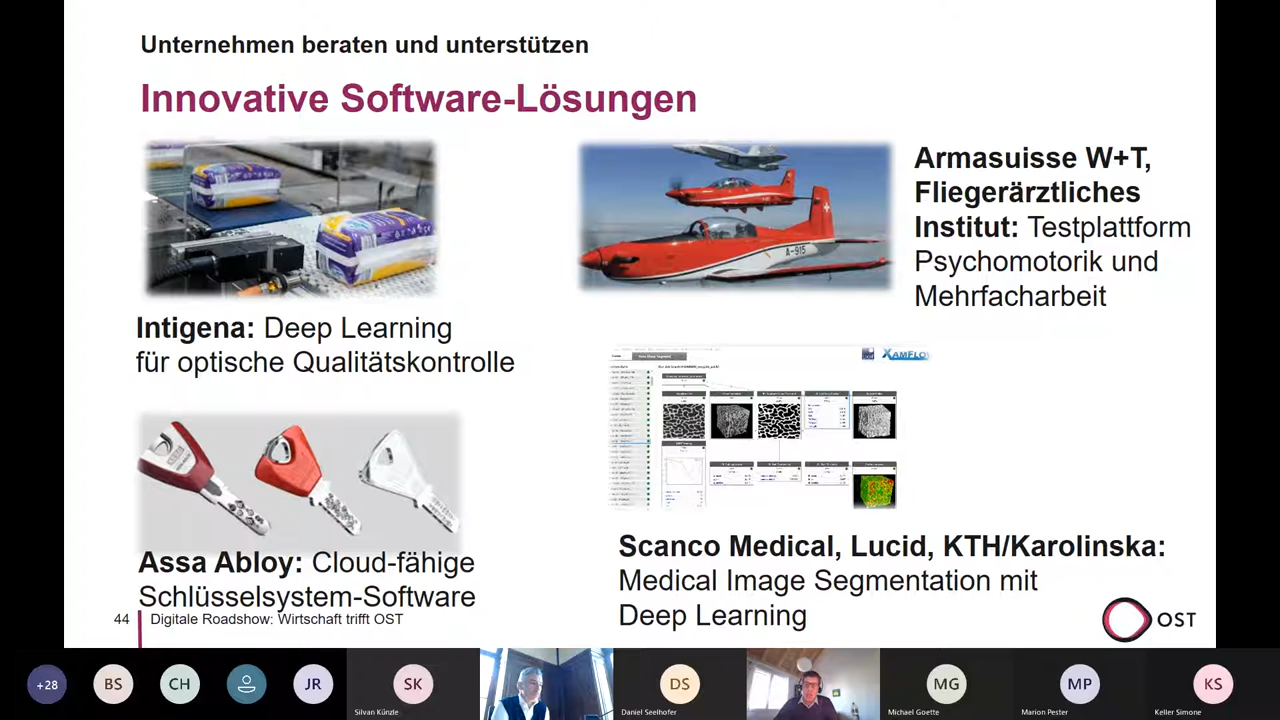 Unternehmen beraten und unterstützen
Innovative Software-Lösungen
A-915
Armasuisse W+T,
Fliegerärztliches
Institut: Testplattform
Psychomotorik und
Mehrfacharbeit
Intigena: Deep Learning
für optische Qualitätskontrolle
XAMFLOW
Assa Abloy: Cloud-fähige
Schlüsselsystem-Software
Scanco Medical, Lucid, KTH/Karolinska:
Medical Image Segmentation mit
Deep Learning
44 Digitale Roadshow: Wirtschaft trifft OST
OST
+28 BS CH JR SK DS MG MP KS
Silvan Künzle Daniel Seelhofer Michael Goette Marion Pester Keller Simone